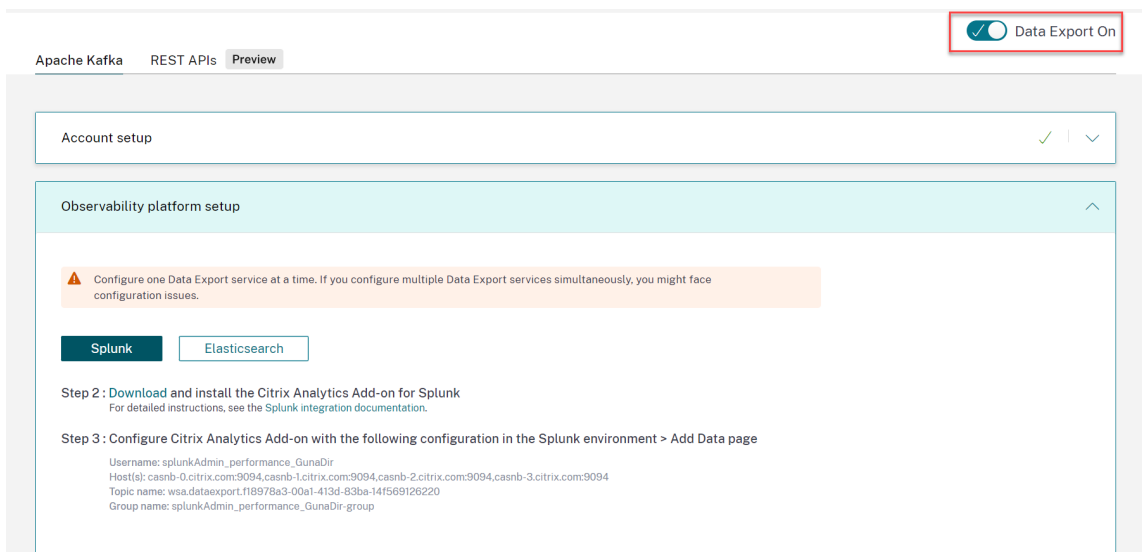 Data Export On
Apache Kafka REST APIs Preview
Account setup
Observability platform setup
Configure one Data Export service at a time. If you configure multiple Data Export services simultaneously, you might face
configuration issues.
Splunk Elasticsearch
Step 2 : Download and install the Citrix Analytics Add-on for Splunk
For detailed instructions, see the Splunk integration documentation.
Step 3 : Configure Citrix Analytics Add-on with the following configuration in the Splunk environment > Add Data page
Username: splunkAdmin_performance_GunaDir
Host(s): casnb-0.citrix.com:9094,casnb-1.citrix.com:9094,casnb-2.citrix.com:9094,casnb-3.citrix.com:9094
Topic name: wsa.dataexport.f18978a3-00a1-413d-83ba-14f569126220
Group name: splunkAdmin_performance_GunaDir-group